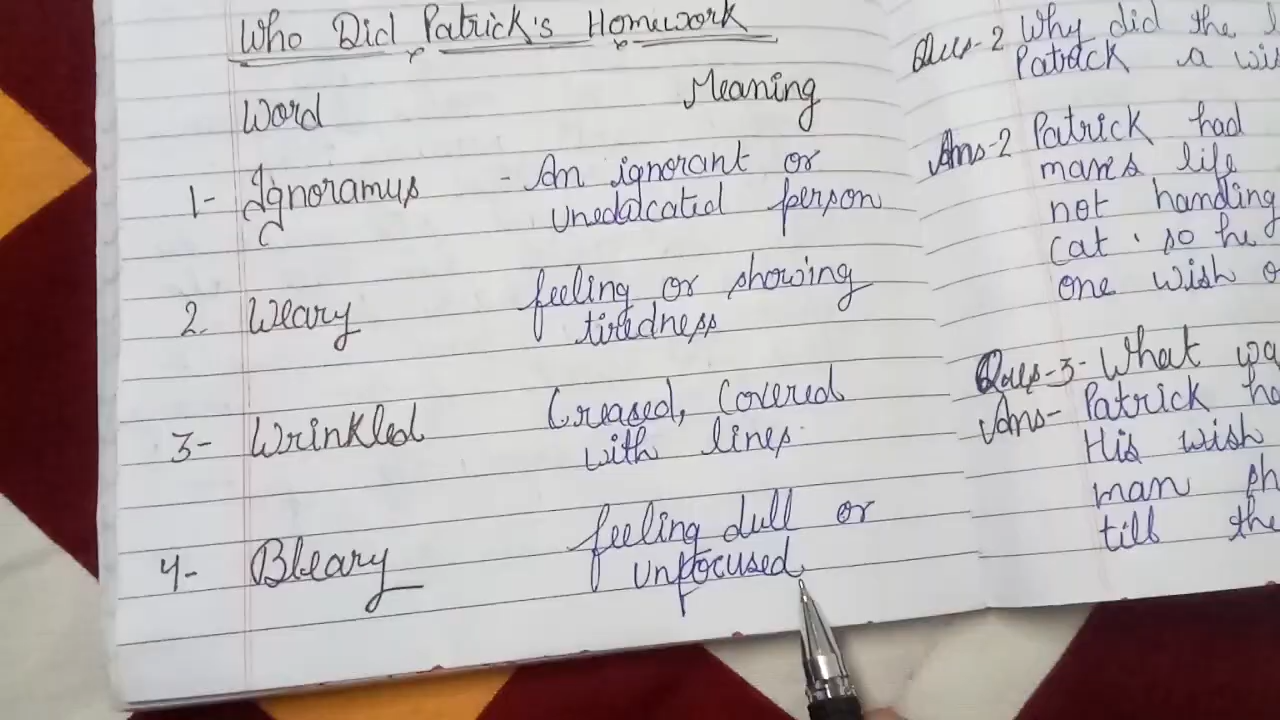 Who Did Patrick's Homework
Word Meaning
1- Ignoramus - An ignorant or
unedalcated person
2. Weary feeling or showing
tiredness
3- Wrinkled Creased, Covered
with lines.
4- Bleary feeling dull or
unfocused.
Ques-2 Why did the
Patrick a
Ans-2 Patrick had
man's life
not handling
cat. so he
one wish
Ques-3- What
Ans- Patrick
His wish
man
till the